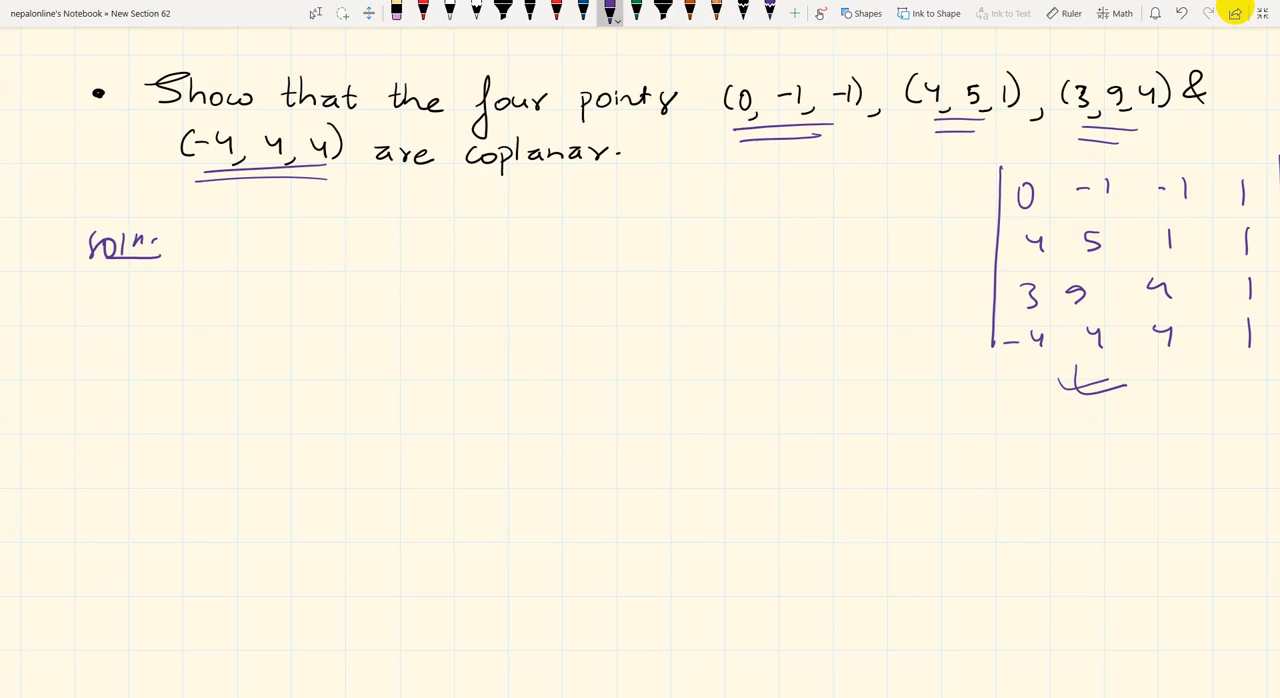 nepalonline's Notebook » New Section 62
Shapes Ink to Shape Ink to Text Ruler Math
• Show that the four points (0, -1, -1), (4, 5, 1), (3, 9, 4) &
(-4, 4, 4) are coplanar.
Soln.
0 -1 -1 1
4 5 1 1
3 9 4 1
-4 4 4 1